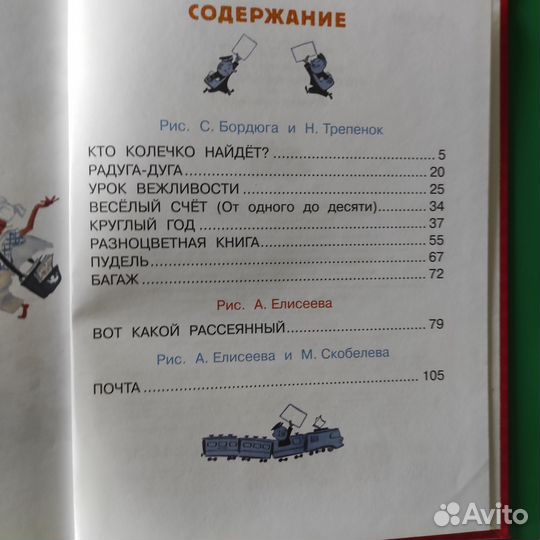 СОДЕРЖАНИЕ
Рис. С. Бордюга и Н. Трепенок
КТО КОЛЕЧКО НАЙДЁТ? 5
РАДУГА-ДУГА 20
УРОК ВЕЖЛИВОСТИ 25
ВЕСЁЛЫЙ СЧЁТ (От одного до десяти) 34
КРУГЛЫЙ ГОД 37
РАЗНОЦВЕТНАЯ КНИГА 55
ПУДЕЛЬ 67
БАГАЖ 72
Рис. А. Елисеева
ВОТ КАКОЙ РАССЕЯННЫЙ 79
Рис. А. Елисеева и М. Скобелева
ПОЧТА 105
Avito